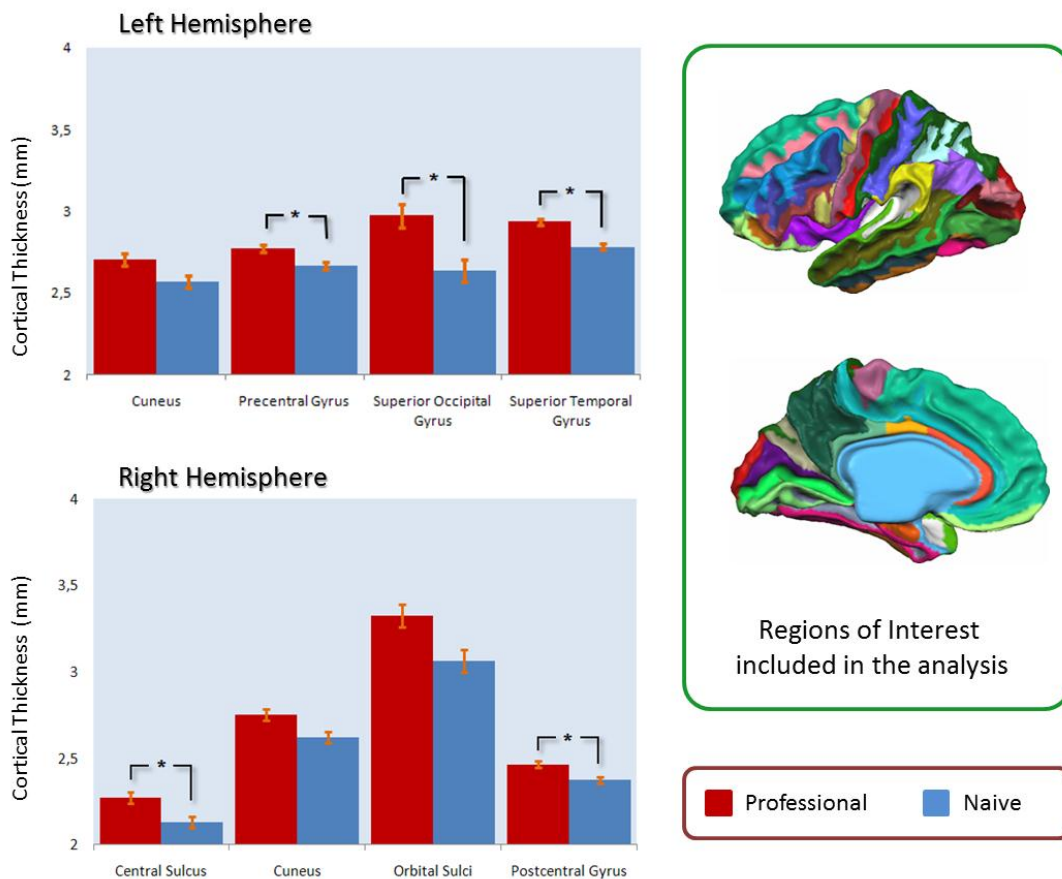 Left Hemisphere
Cortical Thickness (mm)
4
3,5
3
2,5
2
*
*
*
Cuneus
Precentral Gyrus
Superior Occipital
Gyrus
Superior Temporal
Gyrus
Right Hemisphere
Cortical Thickness (mm)
4
3,5
3
2,5
2
*
*
Central Sulcus
Cuneus
Orbital Sulci
Postcentral Gyrus
Regions of Interest
included in the analysis
Professional
Naive